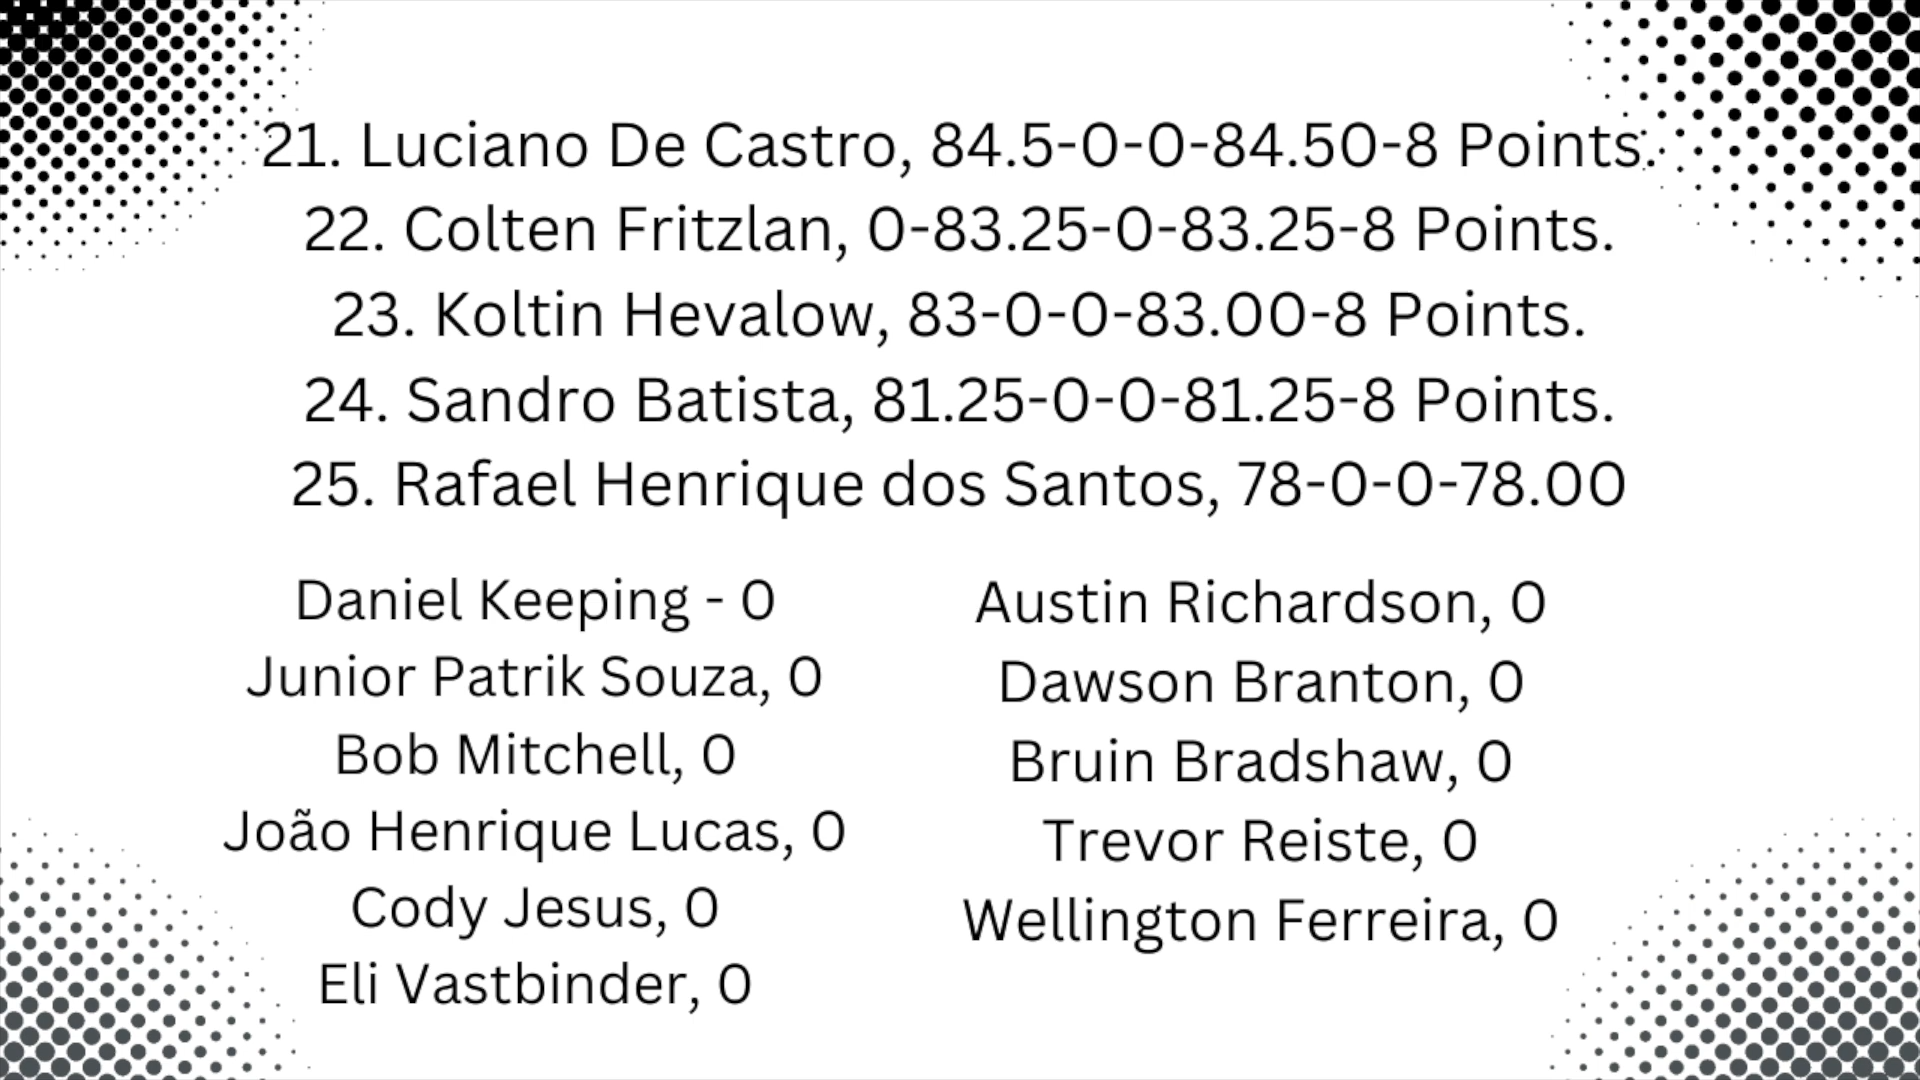 21. Luciano De Castro, 84.5-0-0-84.50-8 Points.
22. Colten Fritzlan, 0-83.25-0-83.25-8 Points.
23. Koltin Hevalow, 83-0-0-83.00-8 Points.
24. Sandro Batista, 81.25-0-0-81.25-8 Points.
25. Rafael Henrique dos Santos, 78-0-0-78.00
Daniel Keeping - 0
Junior Patrik Souza, 0
Bob Mitchell, 0
João Henrique Lucas, 0
Cody Jesus, 0
Eli Vastbinder, 0
Austin Richardson, 0
Dawson Branton, 0
Bruin Bradshaw, 0
Trevor Reiste, 0
Wellington Ferreira, 0